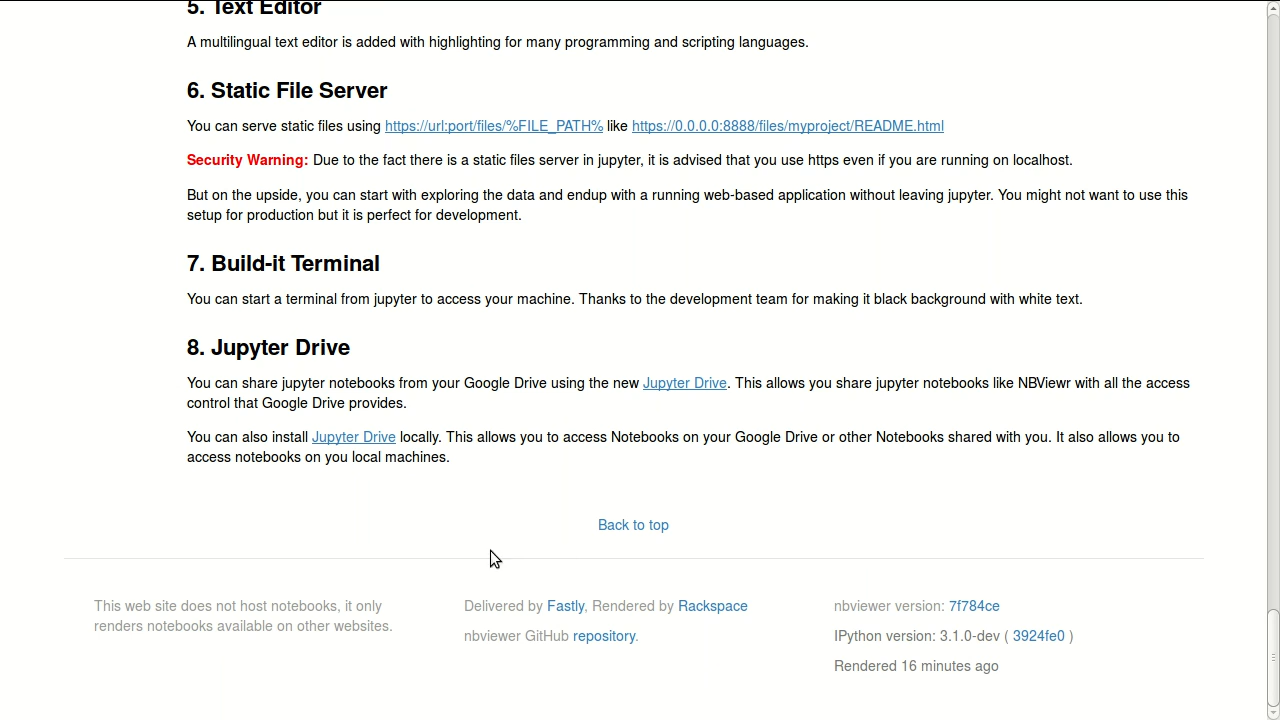 5. Text Editor
A multilingual text editor is added with highlighting for many programming and scripting languages.
6. Static File Server
You can serve static files using https://url:port/files/%FILE_PATH% like https://0.0.0.0:8888/files/myproject/README.html
Security Warning: Due to the fact there is a static files server in jupyter, it is advised that you use https even if you are running on localhost.
But on the upside, you can start with exploring the data and endup with a running web-based application without leaving jupyter. You might not want to use this
setup for production but it is perfect for development.
7. Build-it Terminal
You can start a terminal from jupyter to access your machine. Thanks to the development team for making it black background with white text.
8. Jupyter Drive
You can share jupyter notebooks from your Google Drive using the new Jupyter Drive. This allows you share jupyter notebooks like NBViewr with all the access
control that Google Drive provides.
You can also install Jupyter Drive locally. This allows you to access Notebooks on your Google Drive or other Notebooks shared with you. It also allows you to
access notebooks on you local machines.
Back to top
This web site does not host notebooks, it only
renders notebooks available on other websites.
Delivered by Fastly, Rendered by Rackspace
nbviewer GitHub repository.
nbviewer version: 7f784ce
IPython version: 3.1.0-dev ( 3924fe0 )
Rendered 16 minutes ago